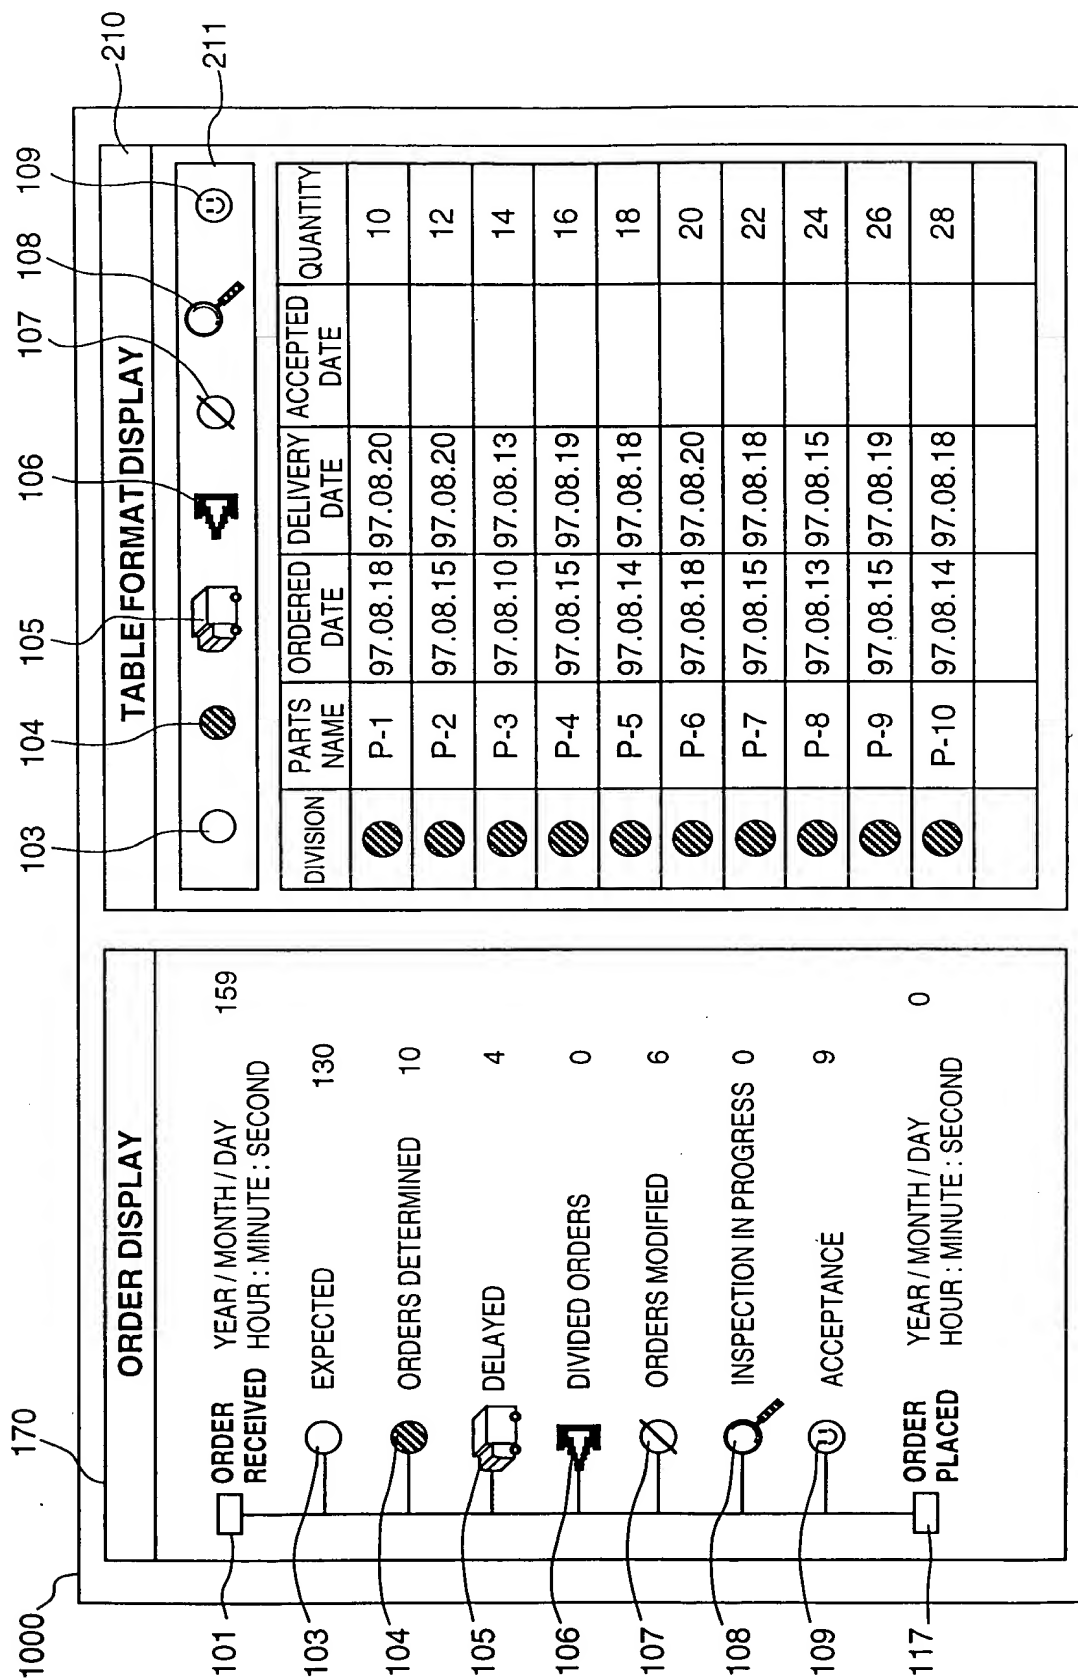 1000
170
ORDER DISPLAY
101
ORDER RECEIVED
YEAR / MONTH / DAY
HOUR : MINUTE : SECOND
159
103
EXPECTED 130
104
ORDERS DETERMINED 10
105
DELAYED 4
106
DIVIDED ORDERS 0
107
ORDERS MODIFIED 6
108
INSPECTION IN PROGRESS 0
109
ACCEPTANCE 9
117
ORDER PLACED
YEAR / MONTH / DAY
HOUR : MINUTE : SECOND
0
103 104 105 106 107 108 109
210
211
TABLE FORMAT DISPLAY
DIVISION PARTS NAME ORDERED DATE DELIVERY DATE ACCEPTED DATE QUANTITY
P-1 97.08.18 97.08.20 10
P-2 97.08.15 97.08.20 12
P-3 97.08.10 97.08.13 14
P-4 97.08.15 97.08.19 16
P-5 97.08.14 97.08.18 18
P-6 97.08.18 97.08.20 20
P-7 97.08.15 97.08.18 22
P-8 97.08.13 97.08.15 24
P-9 97.08.15 97.08.19 26
P-10 97.08.14 97.08.18 28